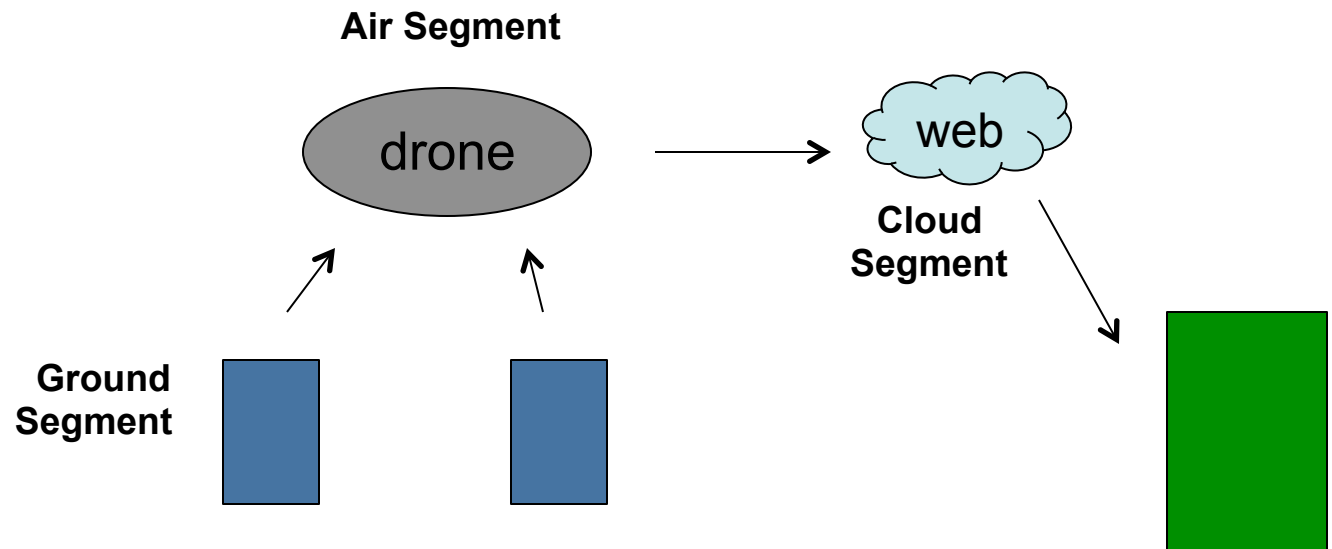 Air Segment
drone
web
Cloud
Segment
Ground
Segment